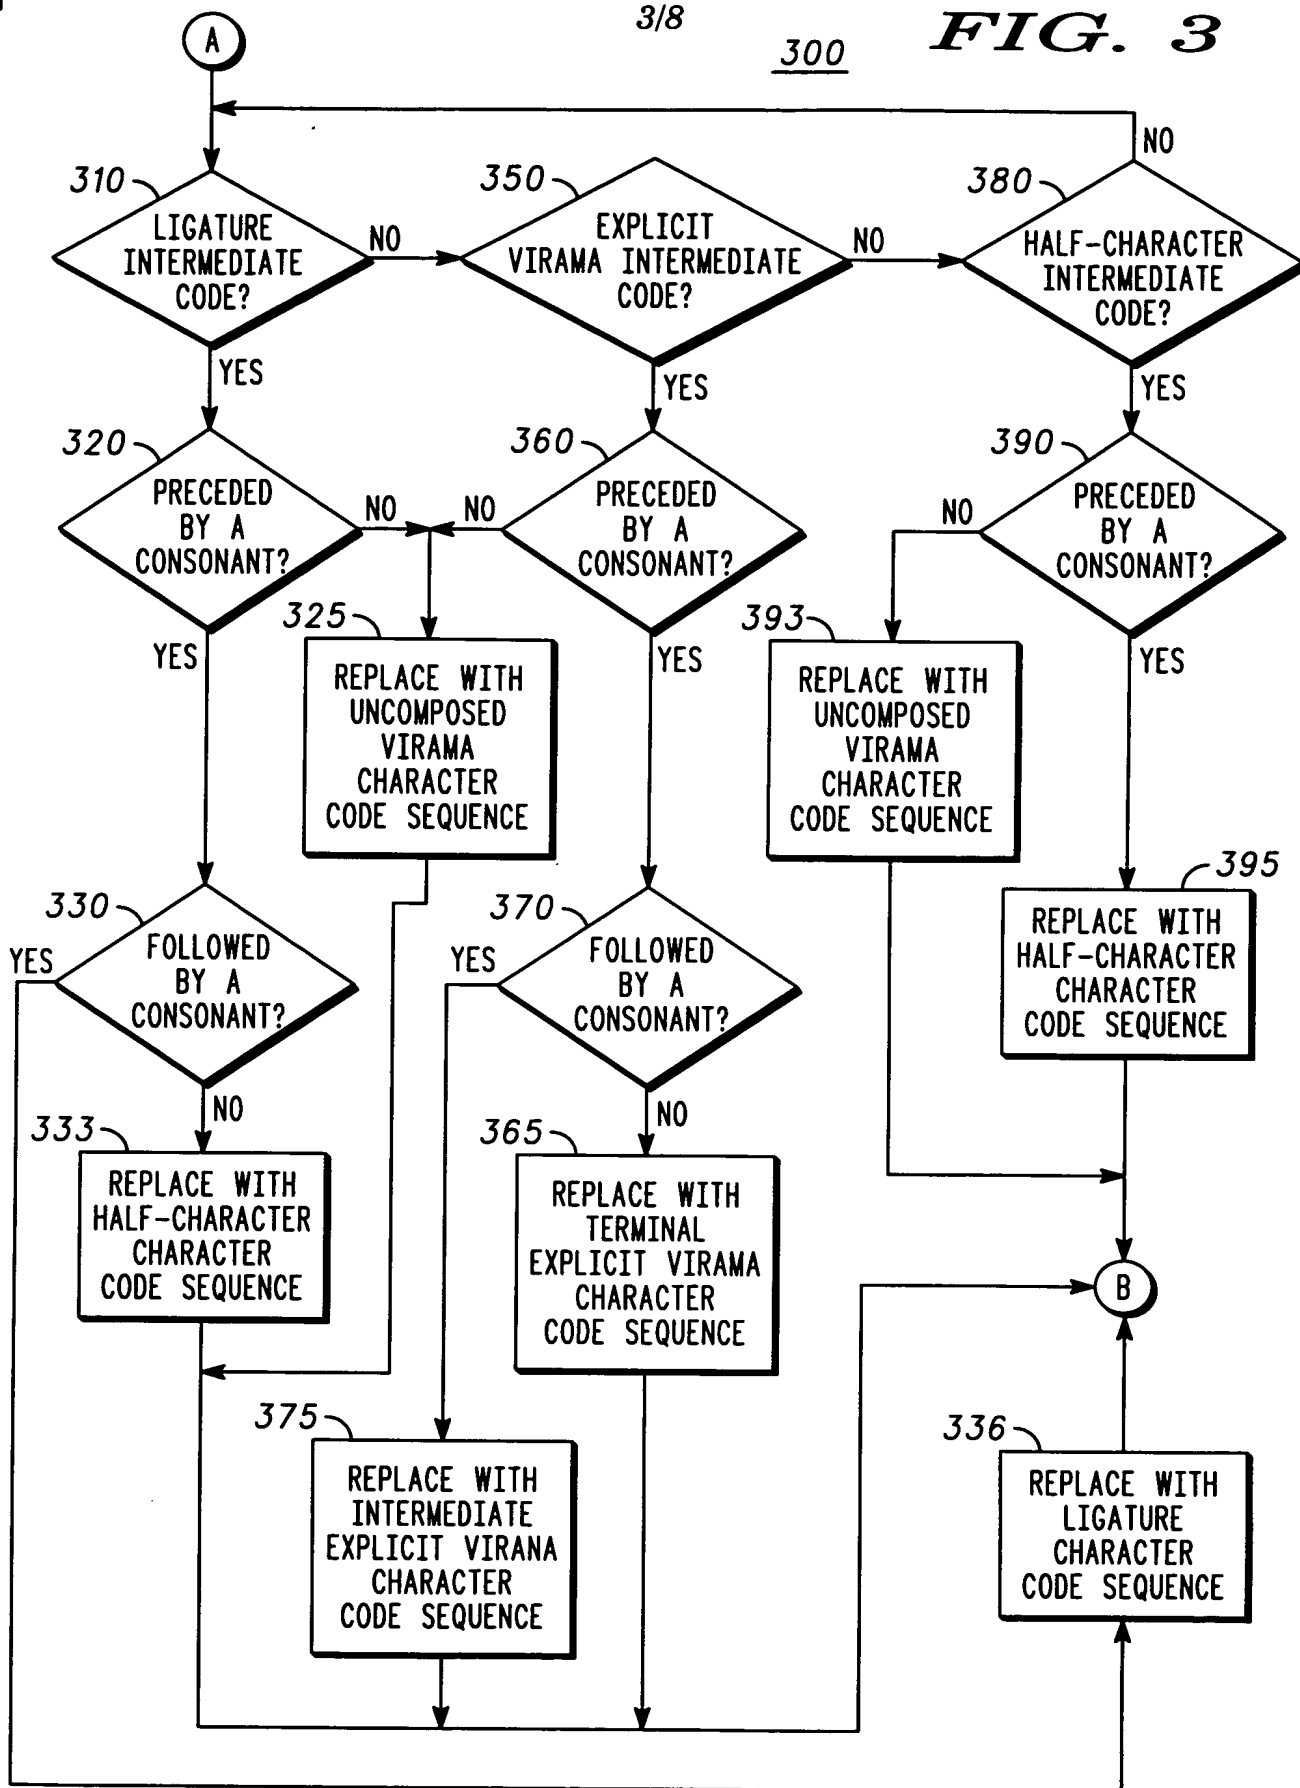 3/8
FIG. 3
300
A
NO
310
LIGATURE
INTERMEDIATE
CODE?
NO
350
EXPLICIT
VIRAMA INTERMEDIATE
CODE?
NO
380
HALF-CHARACTER
INTERMEDIATE
CODE?
YES
YES
YES
320
PRECEDED
BY A
CONSONANT?
NO
360
PRECEDED
BY A
CONSONANT?
NO
390
PRECEDED
BY A
CONSONANT?
NO
YES
325
REPLACE WITH
UNCOMPOSED
VIRAMA
CHARACTER
CODE SEQUENCE
YES
393
REPLACE WITH
UNCOMPOSED
VIRAMA
CHARACTER
CODE SEQUENCE
YES
330
FOLLOWED
BY A
CONSONANT?
YES
370
FOLLOWED
BY A
CONSONANT?
YES
395
REPLACE WITH
HALF-CHARACTER
CHARACTER
CODE SEQUENCE
NO
333
REPLACE WITH
HALF-CHARACTER
CHARACTER
CODE SEQUENCE
NO
365
REPLACE WITH
TERMINAL
EXPLICIT VIRAMA
CHARACTER
CODE SEQUENCE
B
375
REPLACE WITH
INTERMEDIATE
EXPLICIT VIRANA
CHARACTER
CODE SEQUENCE
336
REPLACE WITH
LIGATURE
CHARACTER
CODE SEQUENCE